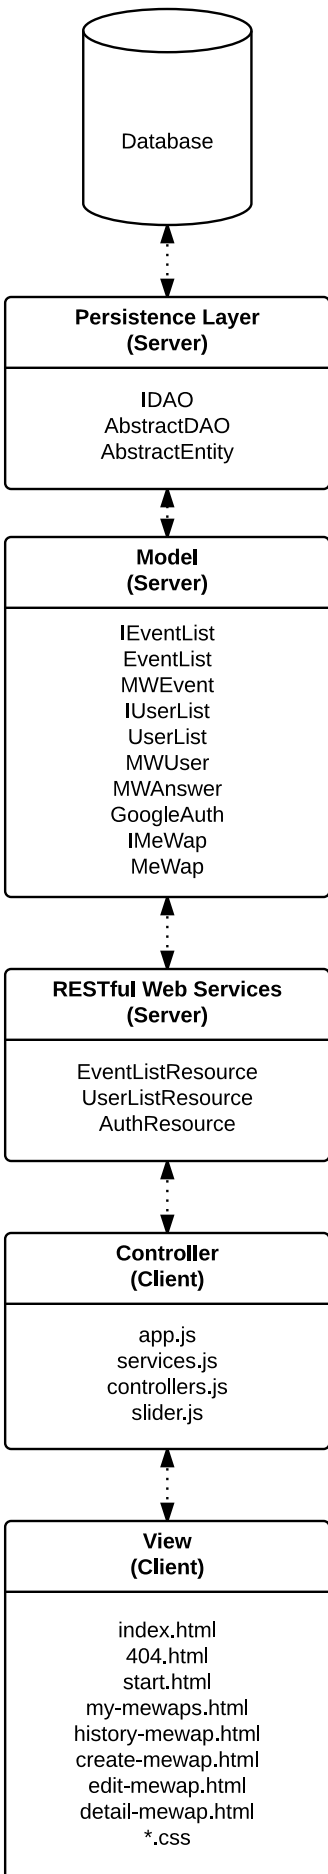 Database
Persistence Layer
(Server)
IDAO
AbstractDAO
AbstractEntity
Model
(Server)
IEventList
EventList
MWEvent
IUserList
UserList
MWUser
MWAnswer
GoogleAuth
IMeWap
MeWap
RESTful Web Services
(Server)
EventListResource
UserListResource
AuthResource
Controller
(Client)
app.js
services.js
controllers.js
slider.js
View
(Client)
index.html
404.html
start.html
my-mewaps.html
history-mewap.html
create-mewap.html
edit-mewap.html
detail-mewap.html
*.css